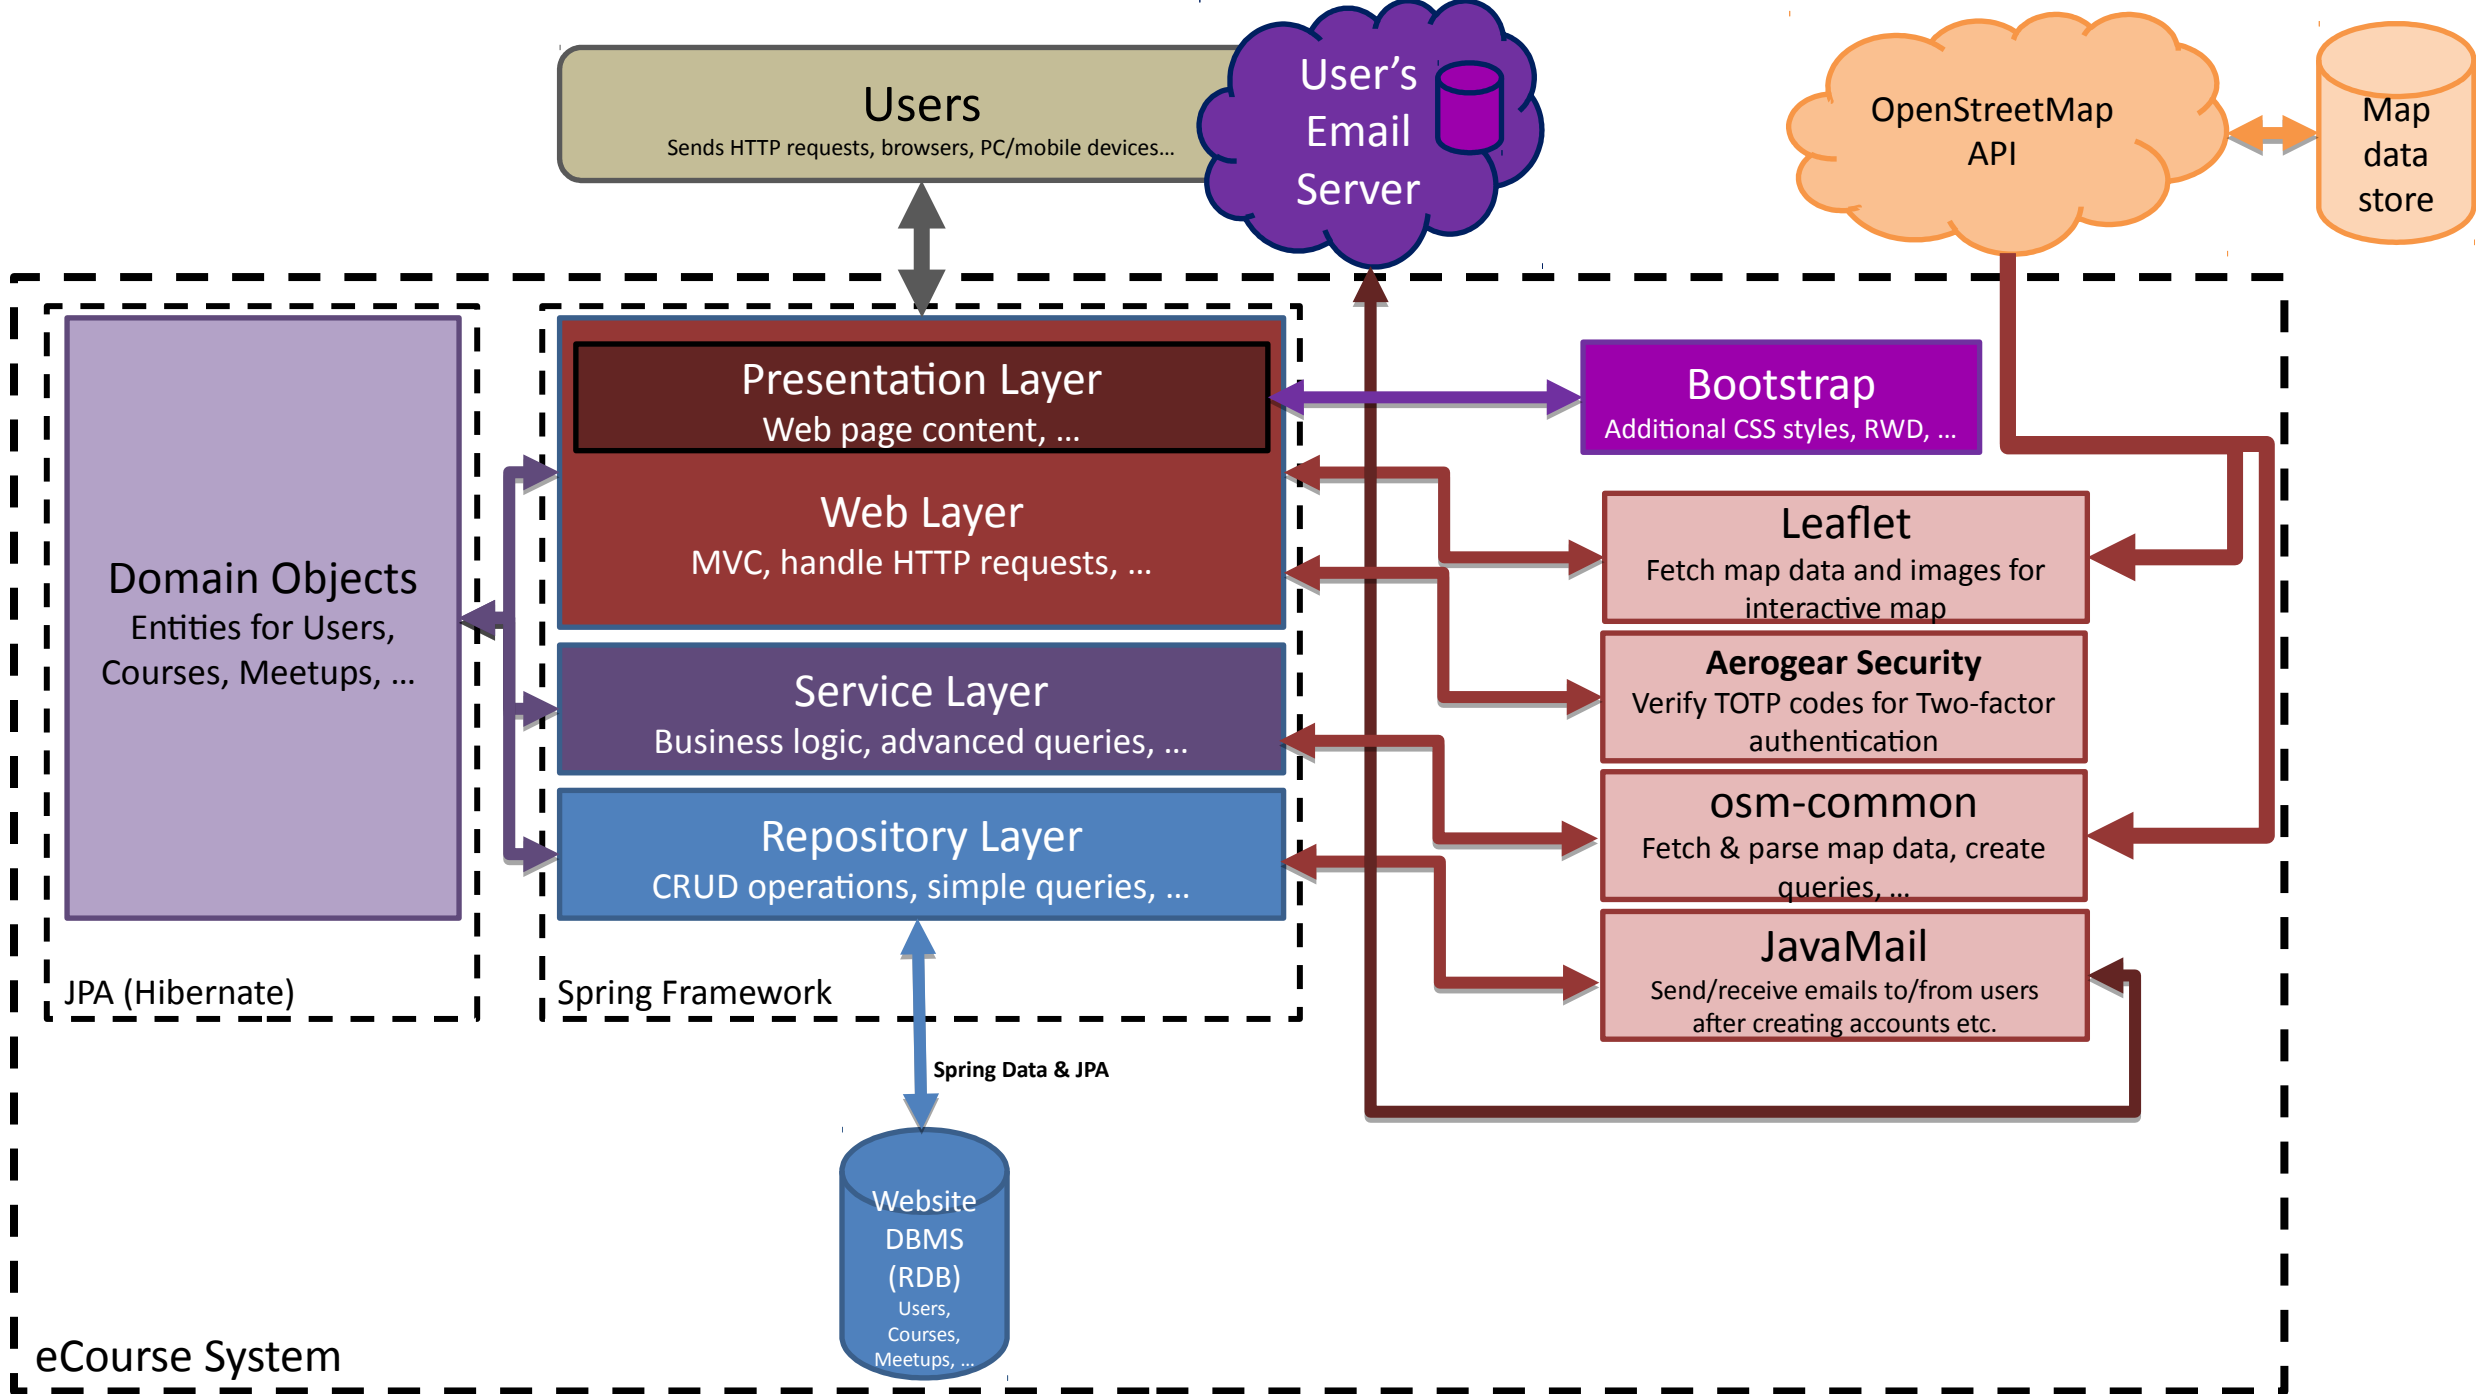 Users
Sends HTTP requests, browsers, PC/mobile devices...
User's
Email
Server
OpenStreetMap
API
Map
data
store
Domain Objects
Entities for Users,
Courses, Meetups, ...
JPA (Hibernate)
Presentation Layer
Web page content, ...
Web Layer
MVC, handle HTTP requests, ...
Service Layer
Business logic, advanced queries, ...
Repository Layer
CRUD operations, simple queries, ...
Spring Framework
Bootstrap
Additional CSS styles, RWD, ...
Leaflet
Fetch map data and images for
interactive map
Aerogear Security
Verify TOTP codes for Two-factor
authentication
osm-common
Fetch & parse map data, create
queries, ...
JavaMail
Send/receive emails to/from users
after creating accounts etc.
Spring Data & JPA
Website
DBMS
(RDB)
Users,
Courses,
Meetups, ...
eCourse System